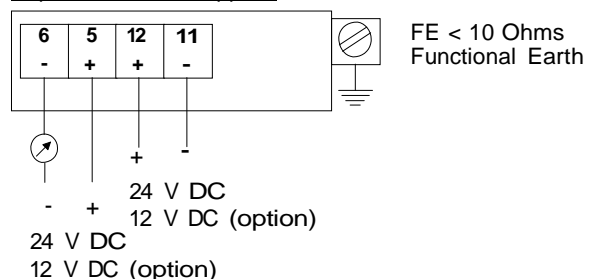 6 5 12 11
- + + -
FE < 10 Ohms
Functional Earth
+ -
24 V DC
12 V DC (option)
- +
24 V DC
12 V DC (option)